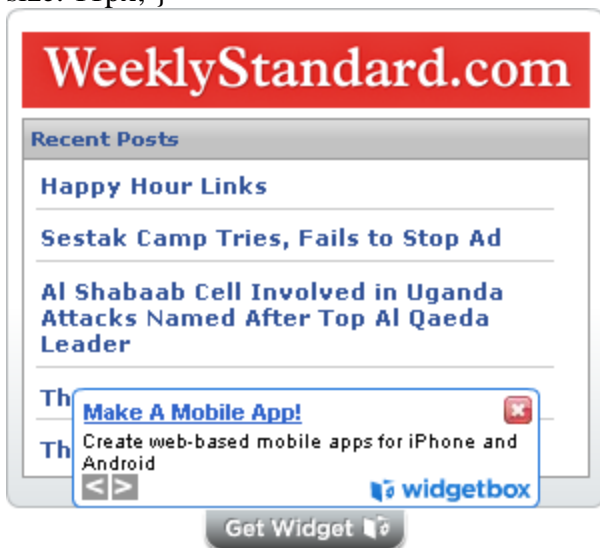 WeeklyStandard.com
Recent Posts
Happy Hour Links
Sestak Camp Tries, Fails to Stop Ad
Al Shabaab Cell Involved in Uganda
Attacks Named After Top Al Qaeda
Leader
Th
Make A Mobile App!
Create web-based mobile apps for iPhone and
Th
Android
< >
widgetbox
Get Widget